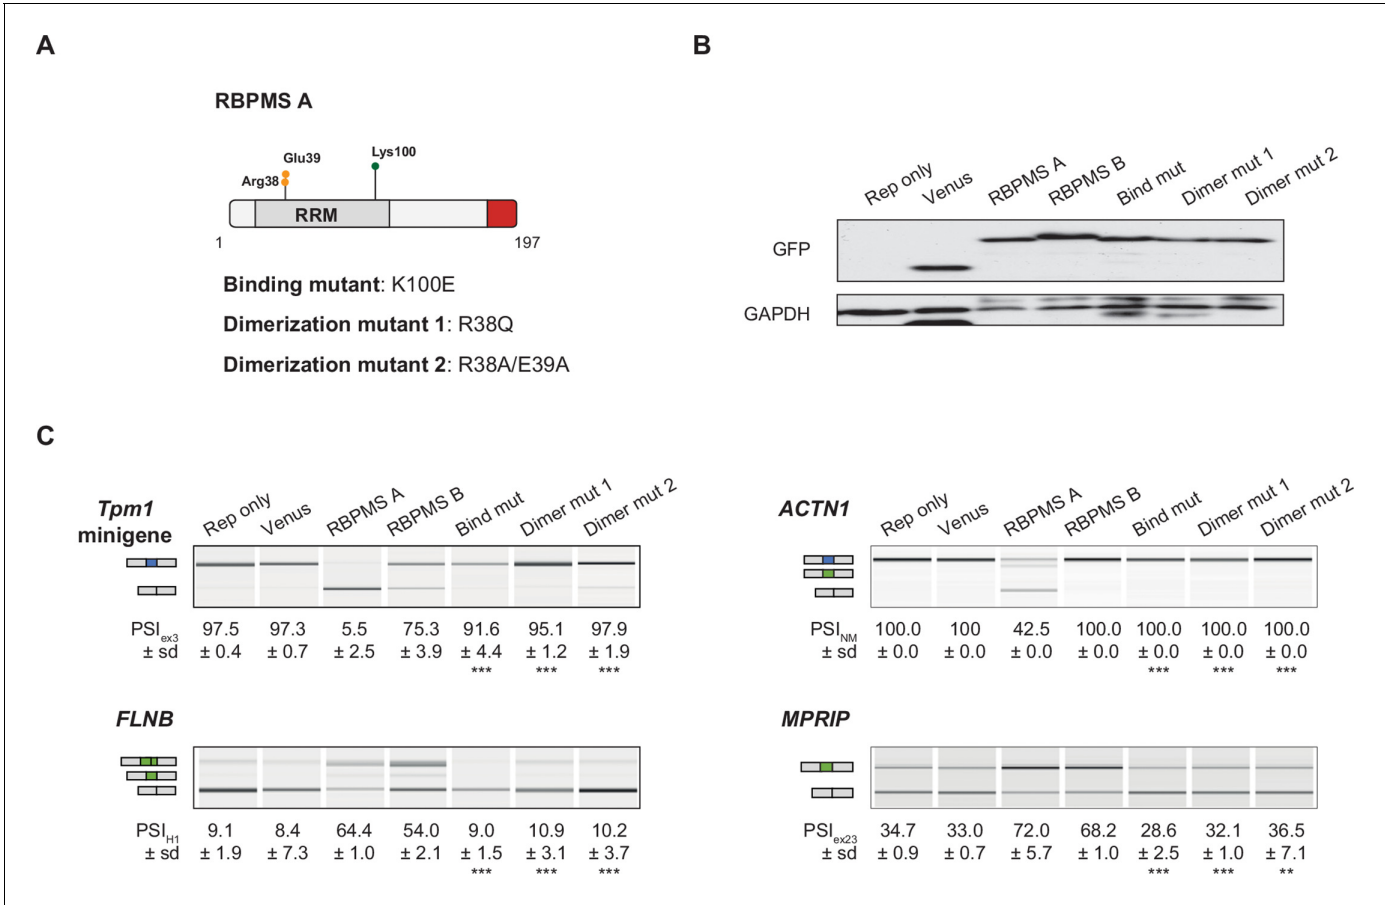 A
RBPMS A
Glu39
Lys100
Arg38
RRM
1
197
Binding mutant: K100E
Dimerization mutant 1: R38Q
Dimerization mutant 2: R38A/E39A
B
Rep only Venus RBPMS A RBPMS B Bind mut Dimer mut 1 Dimer mut 2
GFP
GAPDH
C
Tpm1
minigene
Rep only Venus RBPMS A RBPMS B Bind mut Dimer mut 1 Dimer mut 2
PSIex3 97.5 97.3 5.5 75.3 91.6 95.1 97.9
± sd ± 0.4 ± 0.7 ± 2.5 ± 3.9 ± 4.4 ± 1.2 ± 1.9
*** *** ***
ACTN1
Rep only Venus RBPMS A RBPMS B Bind mut Dimer mut 1 Dimer mut 2
PSINM 100.0 100 42.5 100.0 100.0 100.0 100.0
± sd ± 0.0 ± 0.0 ± 0.0 ± 0.0 ± 0.0 ± 0.0 ± 0.0
*** *** ***
FLNB
PSIH1 9.1 8.4 64.4 54.0 9.0 10.9 10.2
± sd ± 1.9 ± 7.3 ± 1.0 ± 2.1 ± 1.5 ± 3.1 ± 3.7
*** *** ***
MPRIP
PSIex23 34.7 33.0 72.0 68.2 28.6 32.1 36.5
± sd ± 0.9 ± 0.7 ± 5.7 ± 1.0 ± 2.5 ± 1.0 ± 7.1
*** *** **